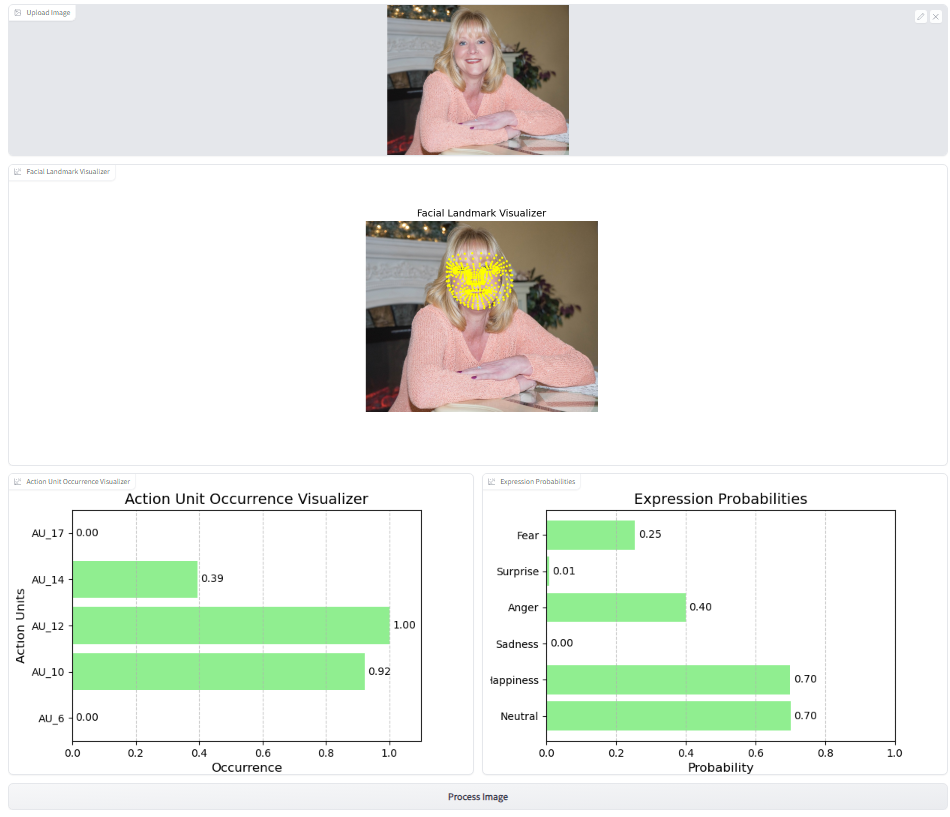 Upload Image
Facial Landmark Visualizer
Facial Landmark Visualizer
Action Unit Occurrence Visualizer
Action Unit Occurrence Visualizer
Action Units
AU_17
0.00
AU_14
0.39
AU_12
1.00
AU_10
0.92
AU_6
0.00
0.0 0.2 0.4 0.6 0.8 1.0
Occurrence
Expression Probabilities
Expression Probabilities
Fear
0.25
Surprise
0.01
Anger
0.40
Sadness
0.00
Happiness
0.70
Neutral
0.70
0.0 0.2 0.4 0.6 0.8 1.0
Probability
Process Image